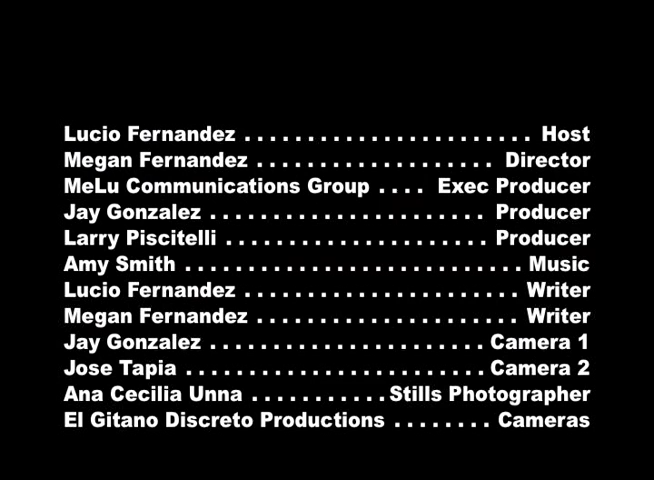 Lucio Fernandez . . . . . . . . . . . . . . . . . . . . . . . Host
Megan Fernandez . . . . . . . . . . . . . . . . . . . Director
MeLu Communications Group . . . . Exec Producer
Jay Gonzalez . . . . . . . . . . . . . . . . . . . . . . Producer
Larry Piscitelli . . . . . . . . . . . . . . . . . . . . . Producer
Amy Smith . . . . . . . . . . . . . . . . . . . . . . . . . . . Music
Lucio Fernandez . . . . . . . . . . . . . . . . . . . . . . Writer
Megan Fernandez . . . . . . . . . . . . . . . . . . . . . Writer
Jay Gonzalez . . . . . . . . . . . . . . . . . . . . . . Camera 1
Jose Tapia . . . . . . . . . . . . . . . . . . . . . . . . Camera 2
Ana Cecilia Unna . . . . . . . . . . . Stills Photographer
El Gitano Discreto Productions . . . . . . . . Cameras